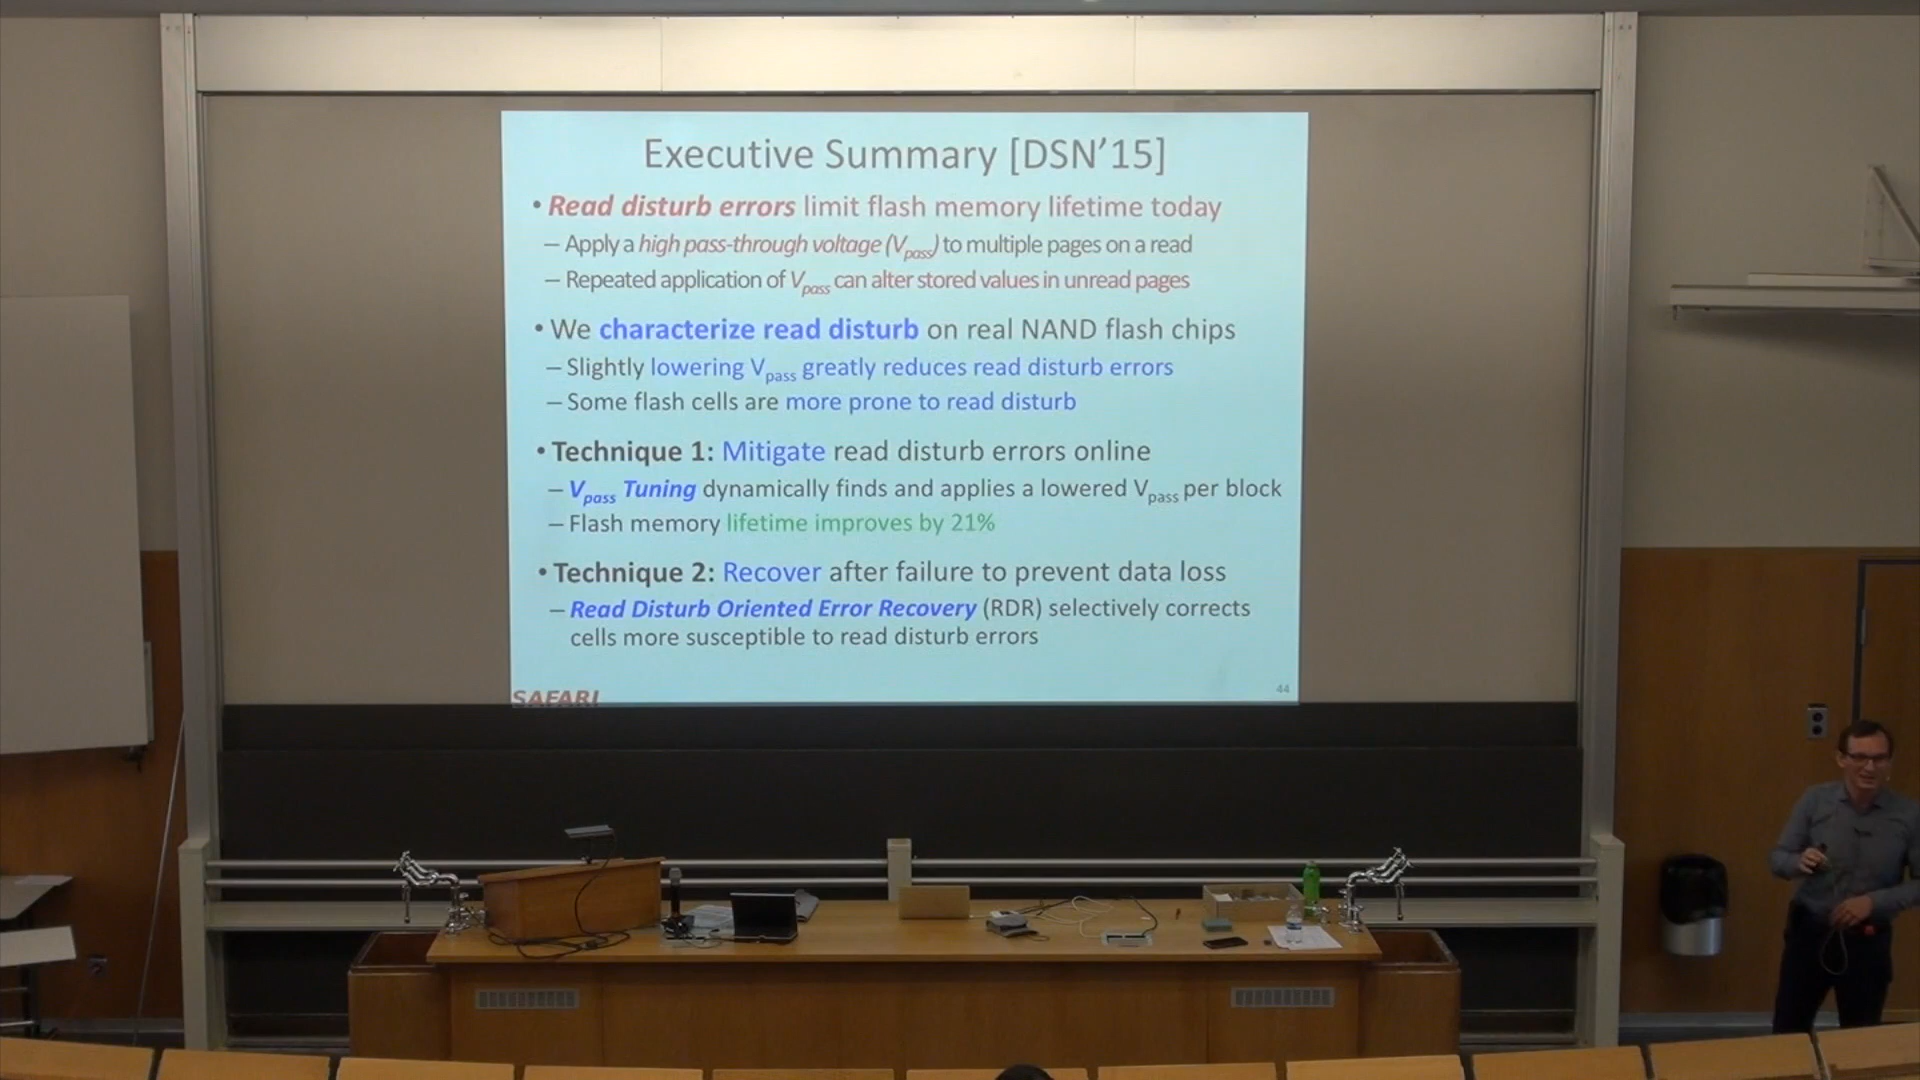 Executive Summary [DSN'15]
• Read disturb errors limit flash memory lifetime today
– Apply a high pass-through voltage (Vpass) to multiple pages on a read
– Repeated application of Vpass can alter stored values in unread pages
• We characterize read disturb on real NAND flash chips
– Slightly lowering Vpass greatly reduces read disturb errors
– Some flash cells are more prone to read disturb
• Technique 1: Mitigate read disturb errors online
– Vpass Tuning dynamically finds and applies a lowered Vpass per block
– Flash memory lifetime improves by 21%
• Technique 2: Recover after failure to prevent data loss
– Read Disturb Oriented Error Recovery (RDR) selectively corrects
cells more susceptible to read disturb errors
SAFARI
44